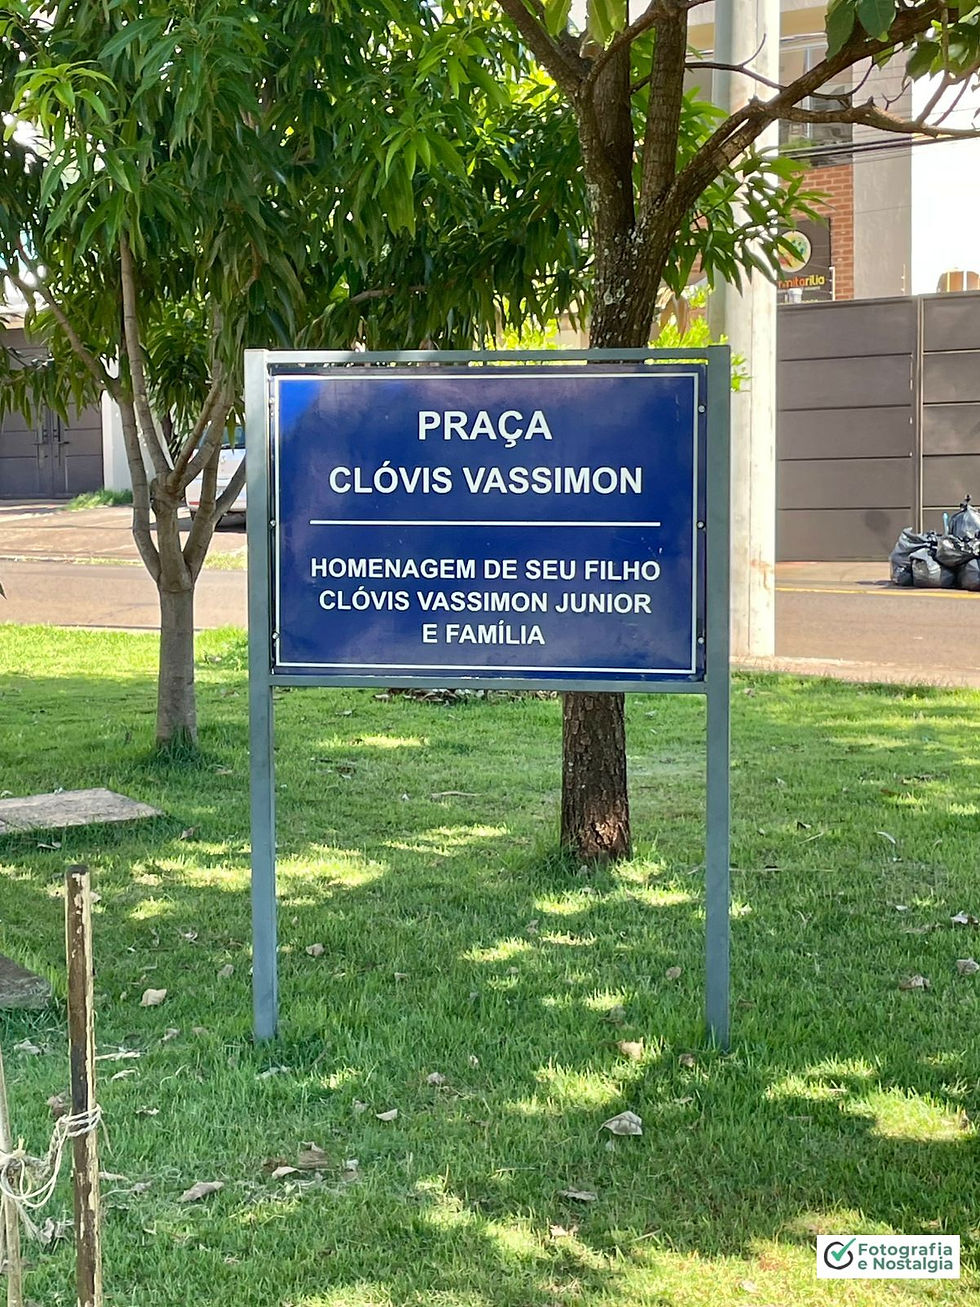 PRAÇA
CLÓVIS VASSIMON
HOMENAGEM DE SEU FILHO
CLÓVIS VASSIMON JUNIOR
E FAMÍLIA
Fotografia
e Nostalgia